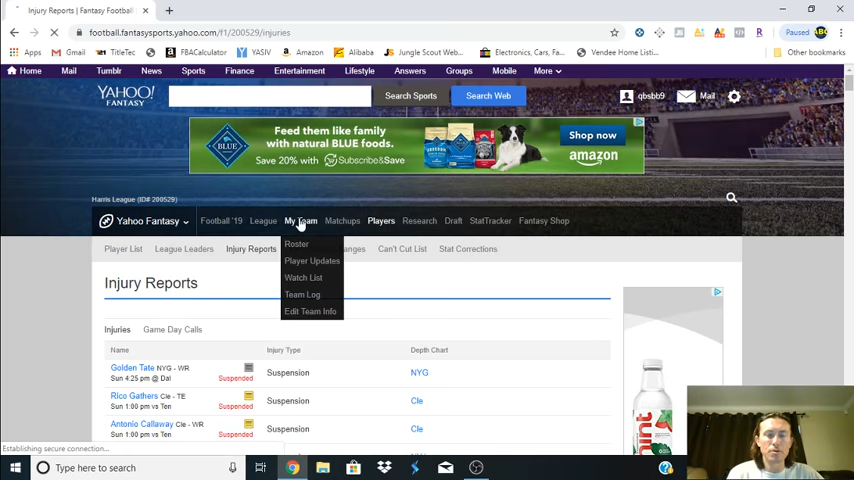 Injury Reports | Fantasy Football
football.fantasysports.yahoo.com/f1/200529/injuries
Paused
Apps Gmail TitleTec FBACalculator YASIV Amazon Alibaba Jungle Scout Web... Electronics, Cars, Fa... Vendee Home Listi... Other bookmarks
Home Mail Tumblr News Sports Finance Entertainment Lifestyle Answers Groups Mobile More
YAHOO!
FANTASY
Search Sports
Search Web
qbsbb9
Mail
BLUE
Feed them like family
with natural BLUE foods.
Save 20% with Subscribe&Save
Shop now
amazon
Harris League (ID# 200529)
Yahoo Fantasy Football '19 League My Team Matchups Players Research Draft StatTracker Fantasy Shop
Player List League Leaders Injury Reports anges Can't Cut List Stat Corrections
Roster
Player Updates
Watch List
Team Log
Edit Team Info
Injury Reports
Injuries Game Day Calls
Name Injury Type Depth Chart
Golden Tate NYG - WR
Sun 4:25 pm @ Dal Suspended
Suspension NYG
Rico Gathers Cle - TE
Sun 1:00 pm vs Ten Suspended
Suspension Cle
Antonio Callaway Cle - WR
Sun 1:00 pm vs Ten Suspended
Suspension Cle
Establishing secure connection...
mint
Type here to search